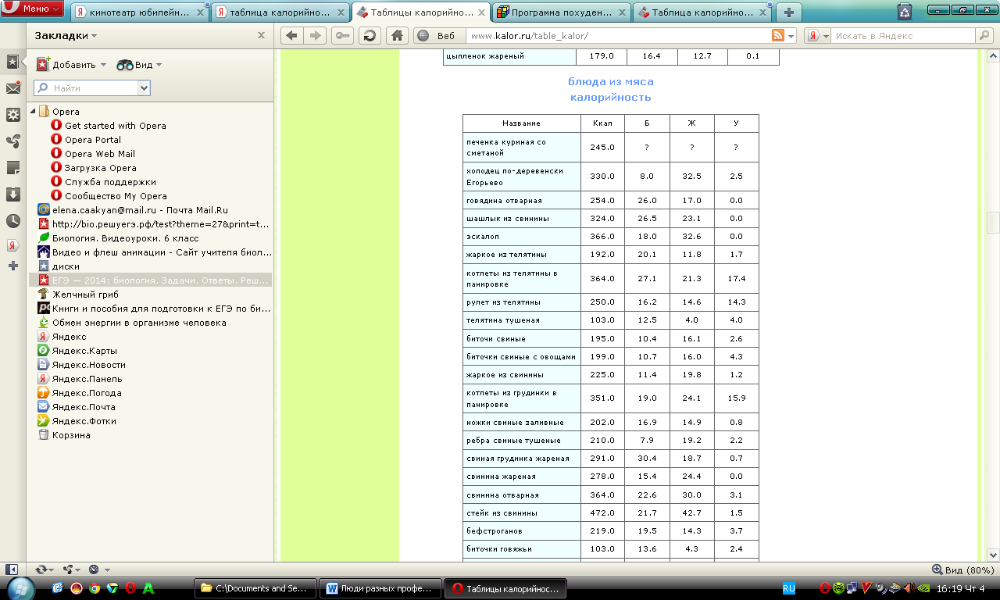 Меню
кинотеатр юбилейн...
таблица калорийно...
Таблицы калорийно...
Программа похуден...
Таблица калорийно...
Закладки
Веб
www.kalor.ru/table_kalor/
Искать в Яндекс
Добавить
Вид
Найти
Opera
Get started with Opera
Opera Portal
Opera Web Mail
Загрузка Opera
Служба поддержки
Сообщество My Opera
elena.caakyan@mail.ru - Почта Mail.Ru
http://bio.решуегэ.рф/test?theme=27&print=t...
Биология. Видеоуроки. 6 класс
Видео и флеш анимации - Сайт учителя биол...
диски
ЕГЭ — 2014: биология. Задачи. Ответы. Реш...
Желчный гриб
Книги и пособия для подготовки к ЕГЭ по би...
Обмен энергии в организме человека
Яндекс
Яндекс.Карты
Яндекс.Новости
Яндекс.Панель
Яндекс.Погода
Яндекс.Почта
Яндекс.Фотки
Корзина
цыпленок жареный 179.0 16.4 12.7 0.1
блюда из мяса
калорийность
Название Ккал Б Ж У
печенка куриная со
сметаной 245.0 ? ? ?
холодец по-деревенски
Егорьево 330.0 8.0 32.5 2.5
говядина отварная 254.0 26.0 17.0 0.0
шашлык из свинины 324.0 26.5 23.1 0.0
эскалоп 366.0 18.0 32.6 0.0
жаркое из телятины 192.0 20.1 11.8 1.7
котлеты из телятины в
панировке 364.0 27.1 21.3 17.4
рулет из телятины 250.0 16.2 14.6 14.3
телятина тушеная 103.0 12.5 4.0 4.0
биточи свиные 195.0 10.4 16.1 2.6
биточки свиные с овощами 199.0 10.7 16.0 4.3
жаркое из свинины 225.0 11.4 19.8 1.2
котлеты из грудинки в
панировке 351.0 19.0 24.1 15.9
ножки свиные заливные 202.0 16.9 14.9 0.8
ребра свиные тушеные 210.0 7.9 19.2 2.2
свиная грудинка жареная 291.0 30.4 18.7 0.7
свинина жареная 278.0 15.4 24.4 0.0
свинина отварная 364.0 22.6 30.0 3.1
стейк из свинины 472.0 21.7 42.7 1.5
бефстроганов 219.0 19.5 14.3 3.7
биточки говяжьи 103.0 13.6 4.3 2.4
Вид (80%)
C:\Documents and Se...
Люди разных профе...
Таблицы калорийнос...
RU
16:19 Чт 4